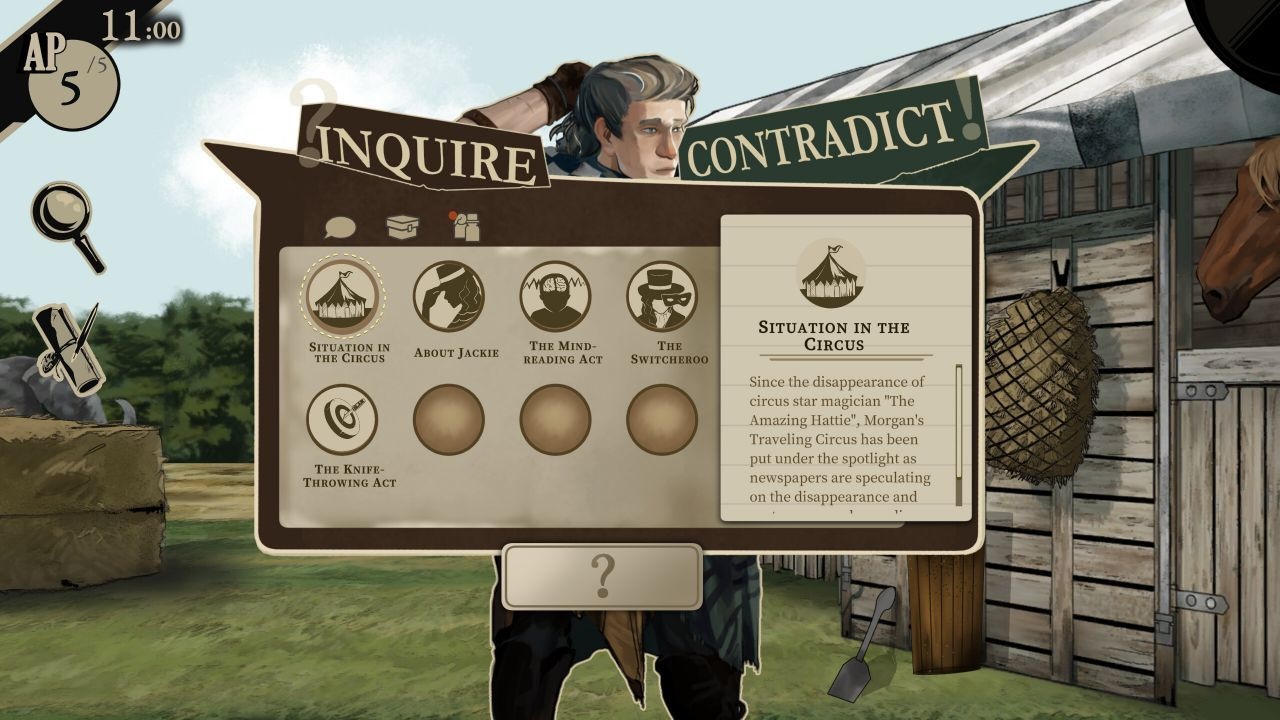 11:00
AP
5 /5
? INQUIRE
CONTRADICT !
SITUATION IN
THE CIRCUS
ABOUT JACKIE
THE MIND-
READING ACT
THE
SWITCHEROO
THE KNIFE-
THROWING ACT
SITUATION IN THE
CIRCUS
Since the disappearance of
circus star magician "The
Amazing Hattie", Morgan's
Traveling Circus has been
put under the spotlight as
newspapers are speculating
on the disappearance and
?